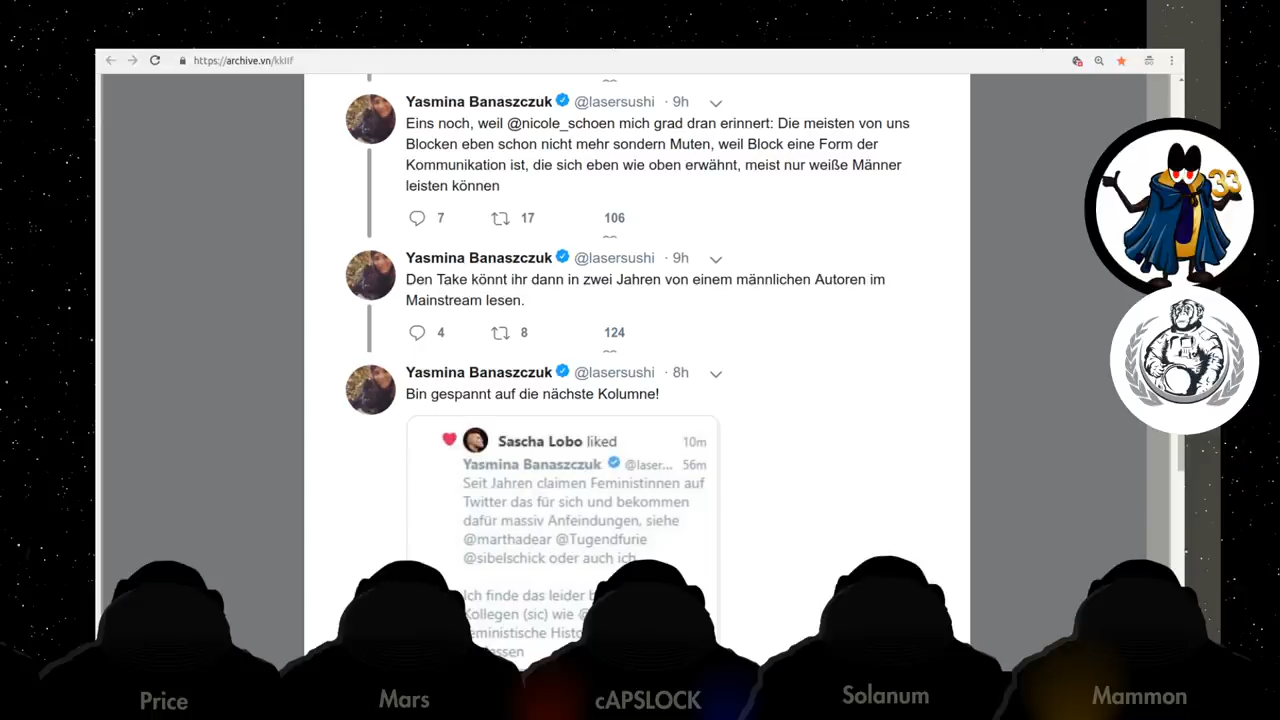 https://archive.vn/kkIIf
Yasmina Banaszczuk @lasersushi · 9h
Eins noch, weil @nicole_schoen mich grad dran erinnert: Die meisten von uns
Blocken eben schon nicht mehr sondern Muten, weil Block eine Form der
Kommunikation ist, die sich eben wie oben erwähnt, meist nur weiße Männer
leisten können
7 17 106
33
Yasmina Banaszczuk @lasersushi · 9h
Den Take könnt ihr dann in zwei Jahren von einem männlichen Autoren im
Mainstream lesen.
4 8 124
Yasmina Banaszczuk @lasersushi · 8h
Bin gespannt auf die nächste Kolumne!
Sascha Lobo liked 10m
Yasmina Banaszczuk @laser... 56m
Seit Jahren claimen Feministinnen auf
Twitter das für sich und bekommen
dafür massiv Anfeindungen, siehe
@marthadear @Tugendfurie
@sibelschick oder auch ich
Ich finde das leider
Kollegen (sic) wie
Price Mars cAPSLOCK Solanum Mammon